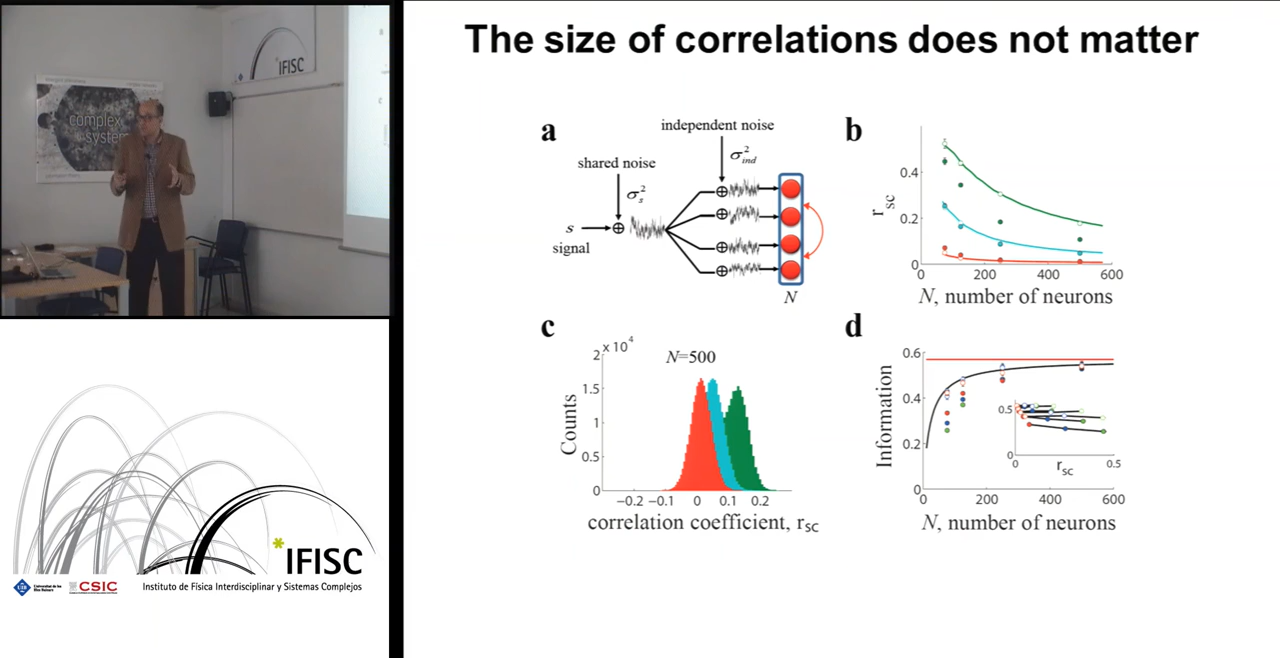 The size of correlations does not matter
IFISC
complex
system
a
independent noise
σ²ind
shared noise
σ²s
s
signal
N
b
rsc
0.4
0.2
0
0 200 400 600
N, number of neurons
c
2 x 10⁴
N=500
1.5
1
0.5
0
Counts
−0.2 −0.1 0 0.1 0.2
correlation coefficient, rsc
d
0.6
0.4
0.2
0
Information
0.5
0
0 rsc 0.5
0 200 400 600
N, number of neurons
*IFISC
CSIC
Instituto de Física Interdisciplinar y Sistemas Complejos